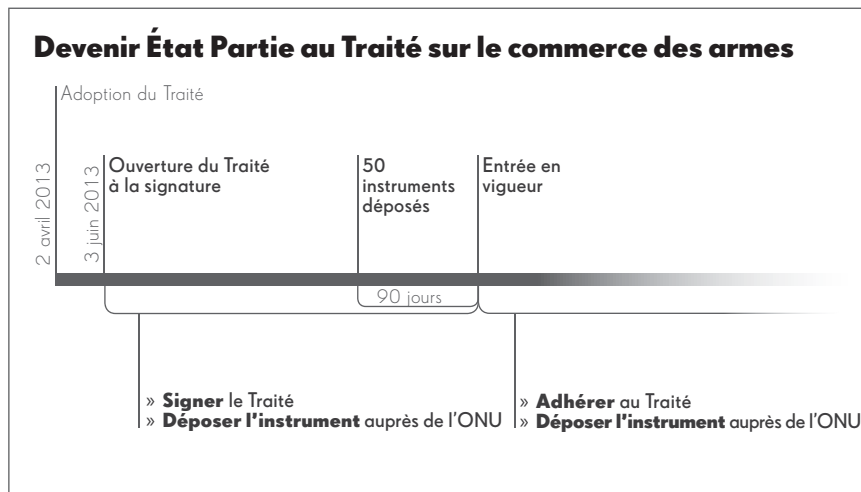 Devenir État Partie au Traité sur le commerce des armes
Adoption du Traité
2 avril 2013
3 juin 2013
Ouverture du Traité
à la signature
50
instruments
déposés
Entrée en
vigueur
90 jours
» Signer le Traité
» Déposer l'instrument auprès de l'ONU
» Adhérer au Traité
» Déposer l'instrument auprès de l'ONU